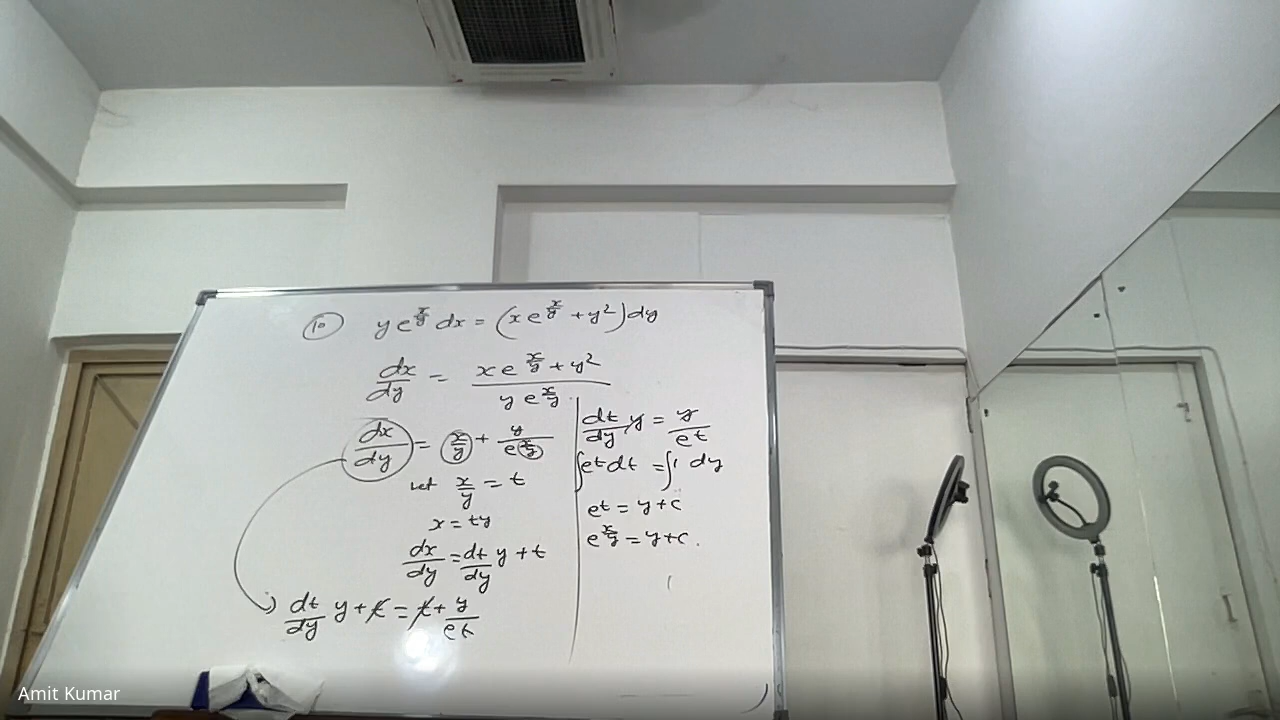 10 y e^{x/y} dx = (x e^{x/y} + y²) dy
dx/dy = (x e^{x/y} + y²)/(y e^{x/y})
dx/dy = x/y + y/e^{x/y}
Let x/y = t
x = ty
dx/dy = dt/dy y + t
dt/dy y + t = t + y/e^t
dt/dy y = y/e^t
∫e^t dt = ∫1 dy
e^t = y + c
e^{x/y} = y + c.
Amit Kumar